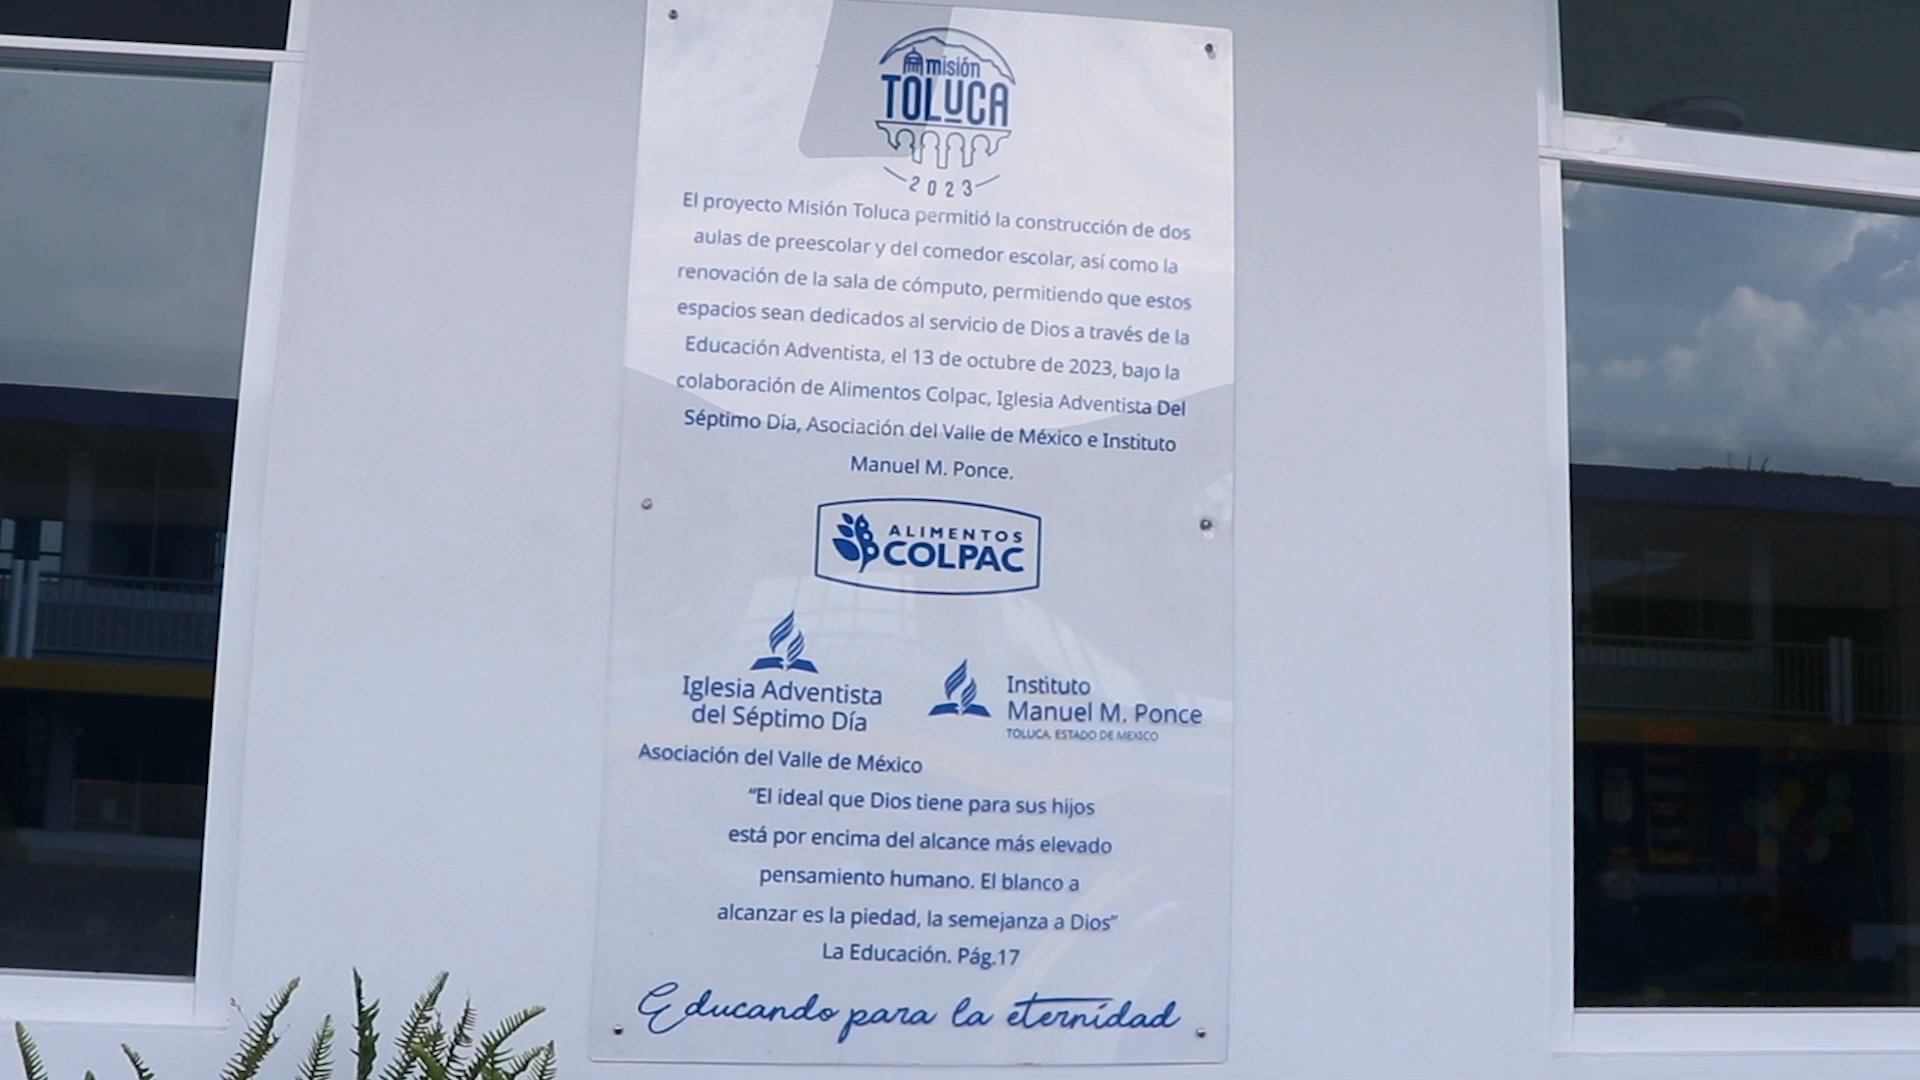 misión
TOLUCA
2023
El proyecto Misión Toluca permitió la construcción de dos
aulas de preescolar y del comedor escolar, así como la
renovación de la sala de cómputo, permitiendo que estos
espacios sean dedicados al servicio de Dios a través de la
Educación Adventista, el 13 de octubre de 2023, bajo la
colaboración de Alimentos Colpac, Iglesia Adventista Del
Séptimo Día, Asociación del Valle de México e Instituto
Manuel M. Ponce.
ALIMENTOS
COLPAC
Iglesia Adventista
del Séptimo Día
Asociación del Valle de México
Instituto
Manuel M. Ponce
TOLUCA, ESTADO DE MEXICO
“El ideal que Dios tiene para sus hijos
está por encima del alcance más elevado
pensamiento humano. El blanco a
alcanzar es la piedad, la semejanza a Dios”
La Educación. Pág.17
Educando para la eternidad